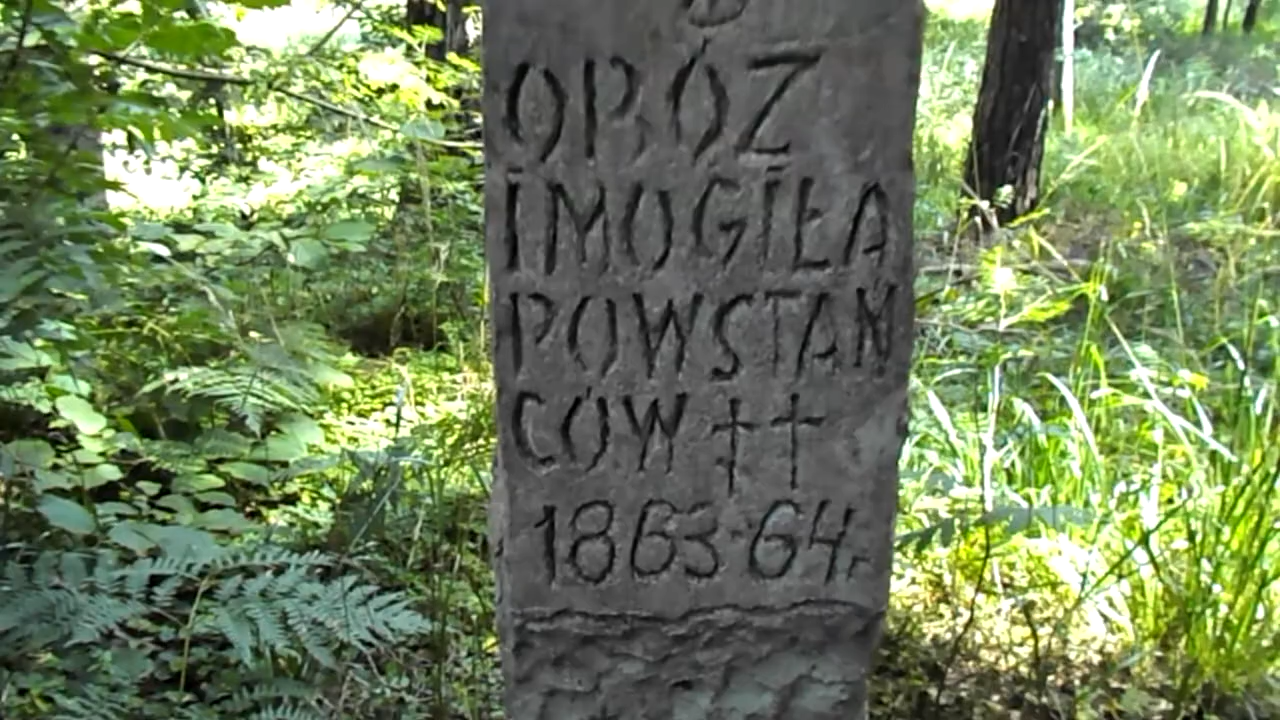 OBÓZ
I MOGIŁA
POWSTAŃ
CÓW ††
1863-64 r